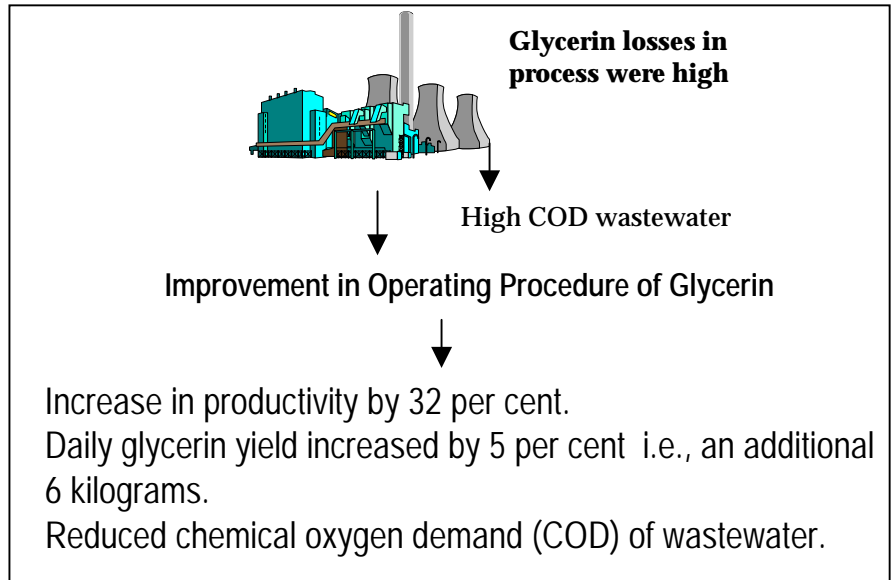 Glycerin losses in
process were high
High COD wastewater
Improvement in Operating Procedure of Glycerin
Increase in productivity by 32 per cent.
Daily glycerin yield increased by 5 per cent i.e., an additional
6 kilograms.
Reduced chemical oxygen demand (COD) of wastewater.